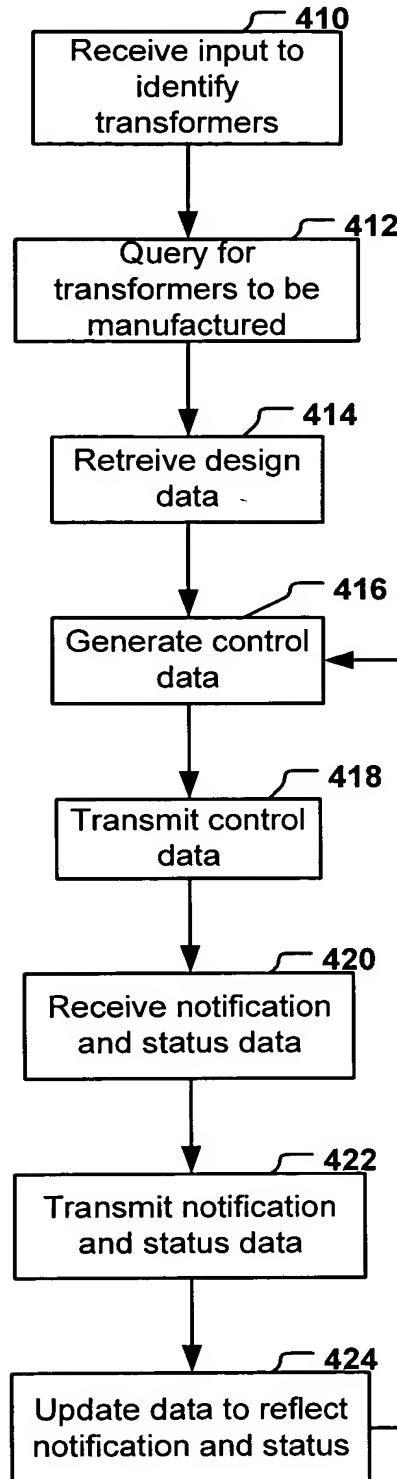 410
Receive input to
identify
transformers
412
Query for
transformers to be
manufactured
414
Retreive design
data
416
Generate control
data
418
Transmit control
data
420
Receive notification
and status data
422
Transmit notification
and status data
424
Update data to reflect
notification and status